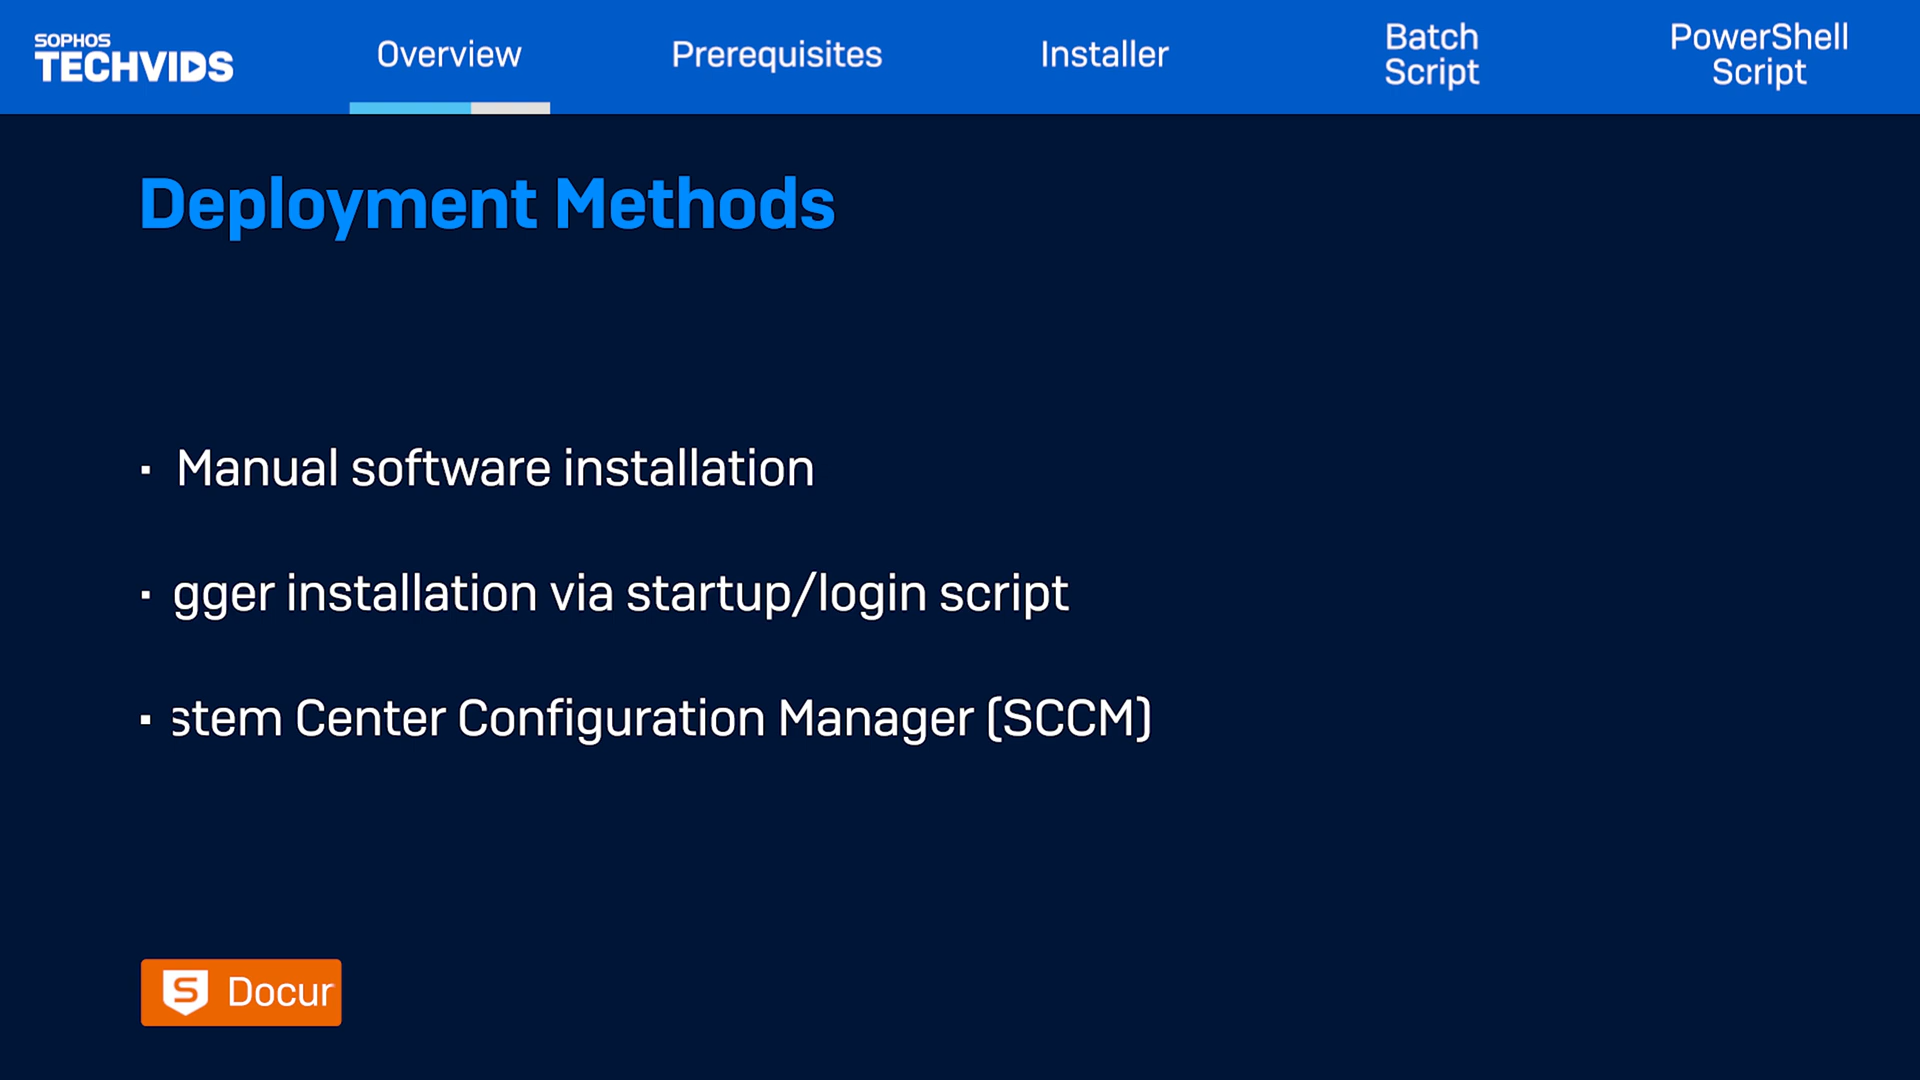 SOPHOS
TECHVIDS
Overview
Prerequisites
Installer
Batch
Script
PowerShell
Script
Deployment Methods
▪ Manual software installation
▪ gger installation via startup/login script
▪ stem Center Configuration Manager (SCCM)
S Docur